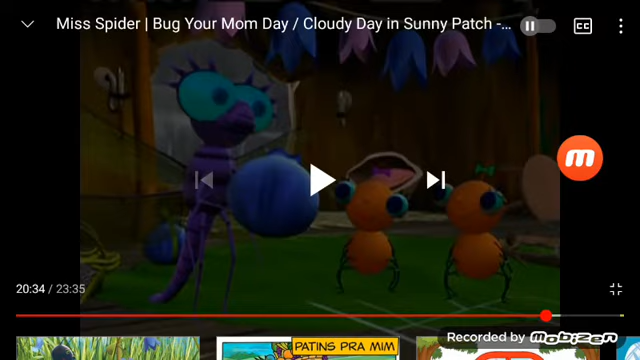 Miss Spider | Bug Your Mom Day / Cloudy Day in Sunny Patch -...
CC
20:34 / 23:35
Recorded by mobizen
PATINS PRA MIM